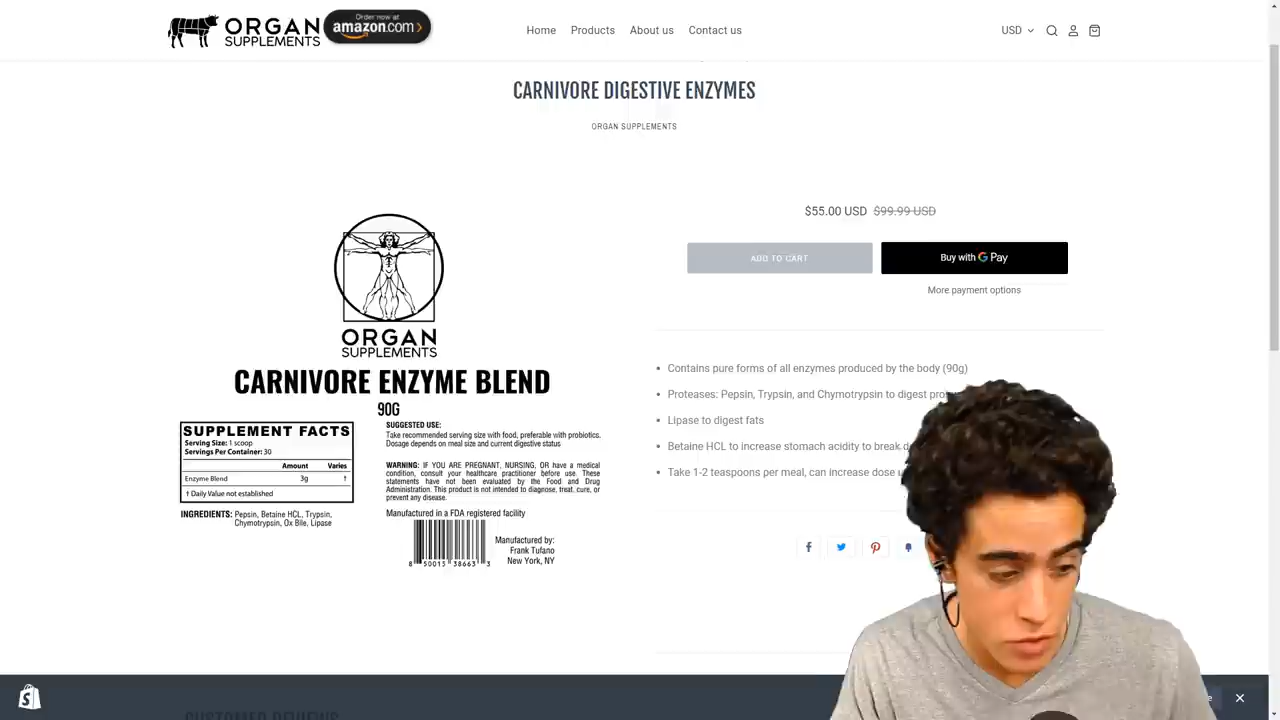 ORGAN
SUPPLEMENTS
Order now at
amazon.com
Home Products About us Contact us
USD
CARNIVORE DIGESTIVE ENZYMES
ORGAN SUPPLEMENTS
$55.00 USD $99.99 USD
ADD TO CART
Buy with G Pay
More payment options
Contains pure forms of all enzymes produced by the body (90g)
Proteases: Pepsin, Trypsin, and Chymotrypsin to digest
Lipase to digest fats
Betaine HCL to increase stomach acidity to break
Take 1-2 teaspoons per meal, can increase dose
ORGAN
SUPPLEMENTS
CARNIVORE ENZYME BLEND
90G
SUPPLEMENT FACTS
Serving Size: 1 scoop
Servings Per Container: 30
Amount Varies
Enzyme Blend 3g †
† Daily Value not established
INGREDIENTS: Pepsin, Betaine HCL, Trypsin,
Chymotrypsin, Ox Bile, Lipase
SUGGESTED USE:
Take recommended serving size with food, preferable with probiotics.
Dosage depends on meal size and current digestive status
WARNING: IF YOU ARE PREGNANT, NURSING, OR have a medical
condition, consult your healthcare practitioner before use. These
statements have not been evaluated by the Food and Drug
Administration. This product is not intended to diagnose, treat, cure, or
prevent any disease.
Manufactured in a FDA registered facility
8 50015 38663 3
Manufactured by:
Frank Tufano
New York, NY
CUSTOMER REVIEWS